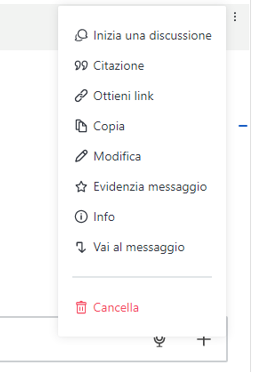 Inizia una discussione
Citazione
Ottieni link
Copia
Modifica
Evidenzia messaggio
Info
Vai al messaggio
Cancella